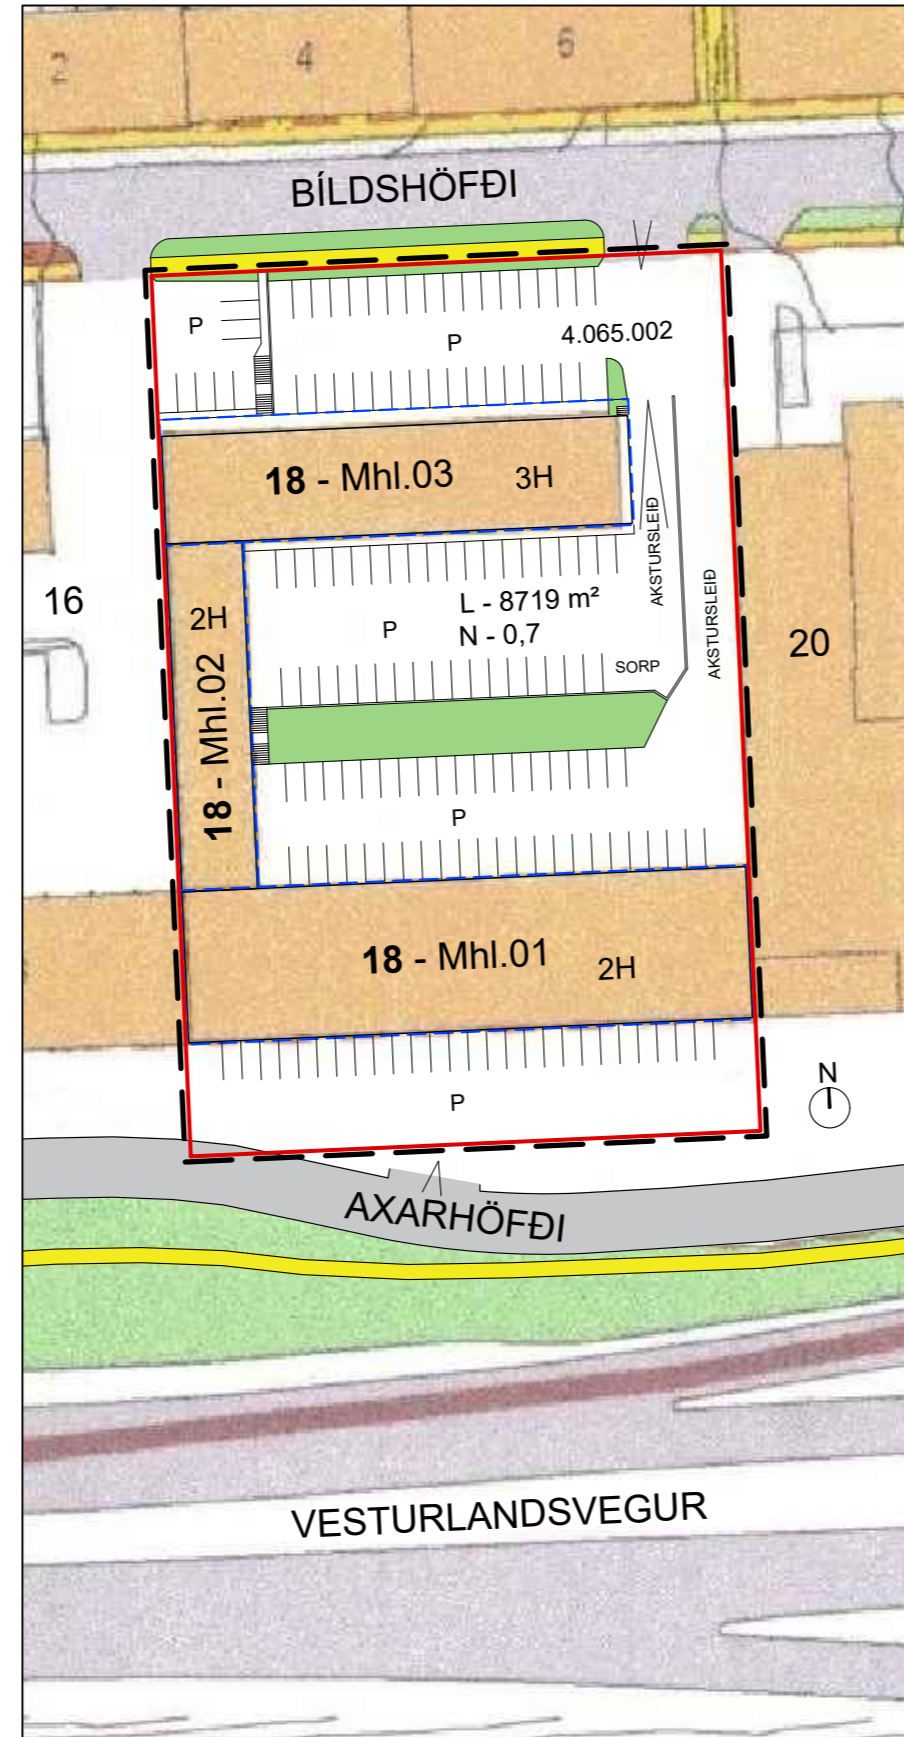 2
4
6
BÍLDSHÖFÐI
P
P
4.065.002
18 - Mhl.03
3H
AKSTURSLEIÐ
AKSTURSLEIÐ
16
2H
18 - Mhl.02
L - 8719 m²
N - 0,7
P
SORP
20
P
18 - Mhl.01
2H
P
N
AXARHÖFÐI
VESTURLANDSVEGUR